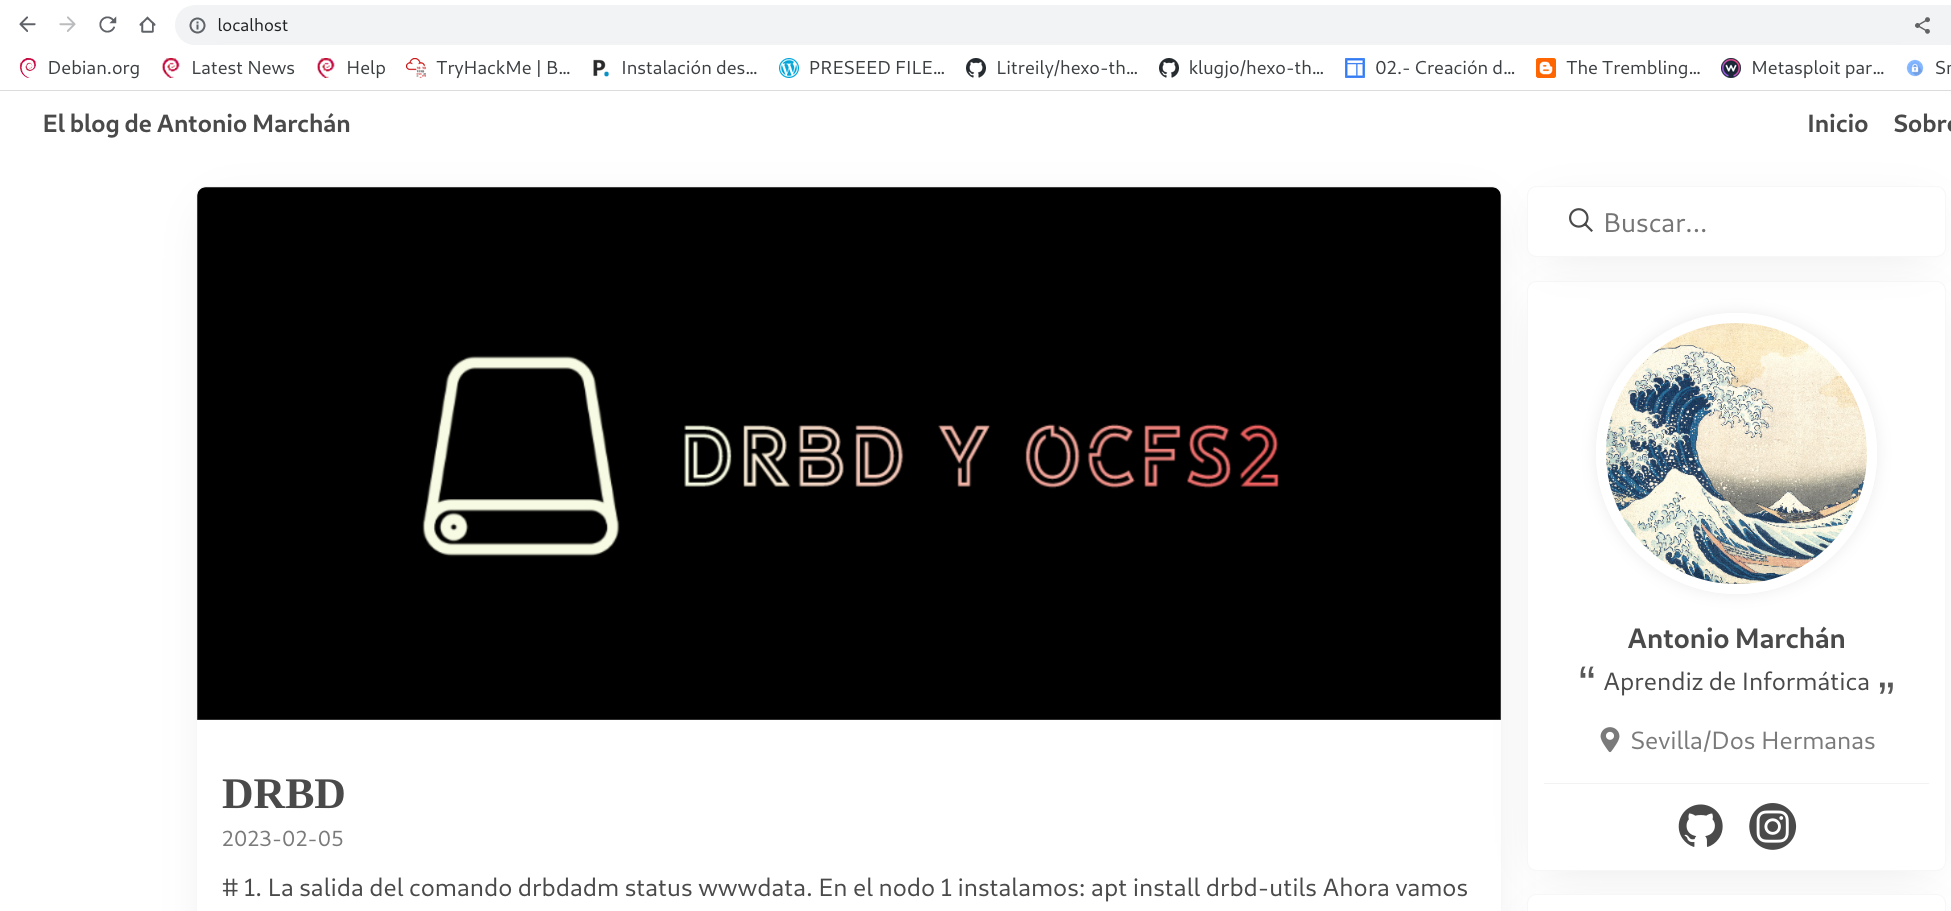 localhost
Debian.org Latest News Help TryHackMe | B... Instalación des... PRESEED FILE... Litreily/hexo-th... klugjo/hexo-th... 02.- Creación d... The Trembling... Metasploit par...
El blog de Antonio Marchán Inicio Sobre
DRBD Y OCFS2
DRBD
2023-02-05
# 1. La salida del comando drbdadm status wwwdata. En el nodo 1 instalamos: apt install drbd-utils Ahora vamos
Buscar...
Antonio Marchán
“ Aprendiz de Informática „
Sevilla/Dos Hermanas